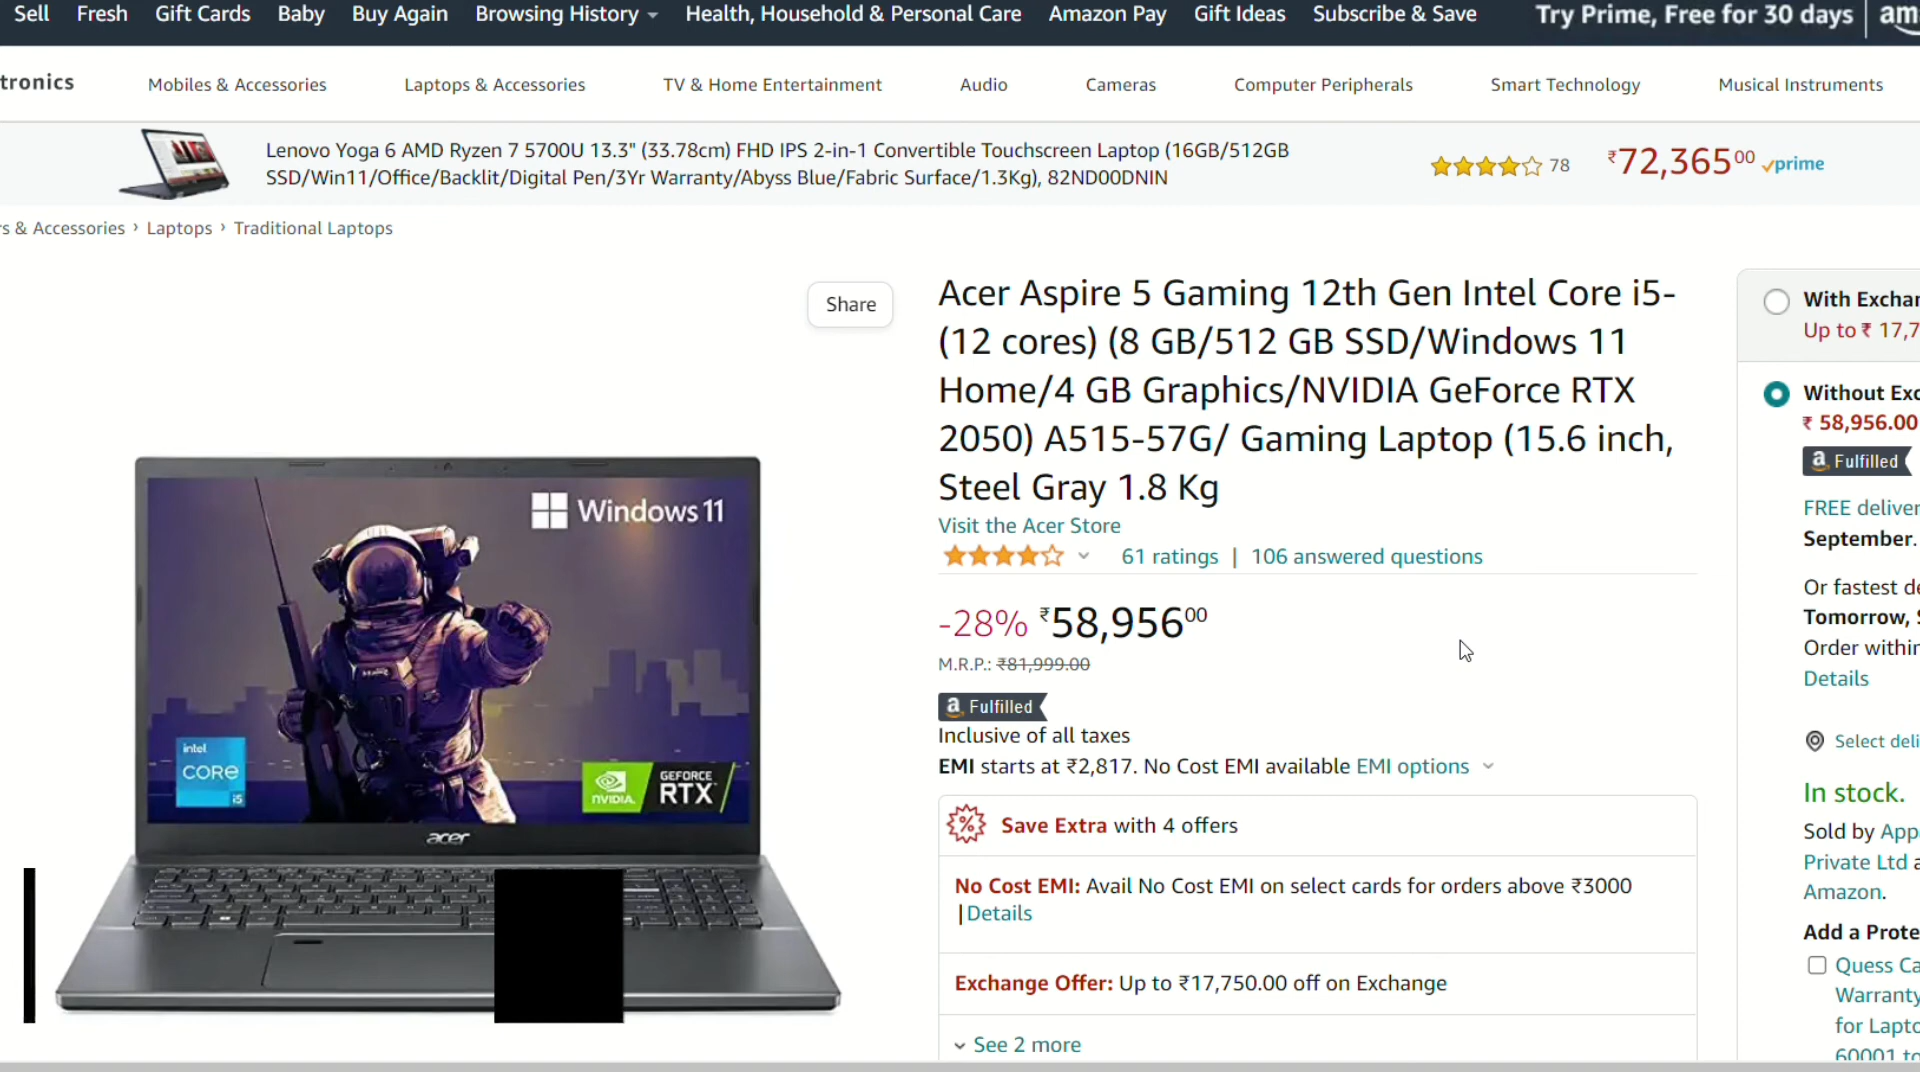 Sell Fresh Gift Cards Baby Buy Again Browsing History Health, Household & Personal Care Amazon Pay Gift Ideas Subscribe & Save Try Prime, Free for 30 days
Mobiles & Accessories Laptops & Accessories TV & Home Entertainment Audio Cameras Computer Peripherals Smart Technology Musical Instruments
Lenovo Yoga 6 AMD Ryzen 7 5700U 13.3" (33.78cm) FHD IPS 2-in-1 Convertible Touchscreen Laptop (16GB/512GB
SSD/Win11/Office/Backlit/Digital Pen/3Yr Warranty/Abyss Blue/Fabric Surface/1.3Kg), 82ND00DNIN
78 ₹72,365⁰⁰ prime
& Accessories › Laptops › Traditional Laptops
Share
Acer Aspire 5 Gaming 12th Gen Intel Core i5-
(12 cores) (8 GB/512 GB SSD/Windows 11
Home/4 GB Graphics/NVIDIA GeForce RTX
2050) A515-57G/ Gaming Laptop (15.6 inch,
Steel Gray 1.8 Kg
Visit the Acer Store
61 ratings | 106 answered questions
-28% ₹58,956⁰⁰
M.R.P.: ₹81,999.00
a Fulfilled
Inclusive of all taxes
EMI starts at ₹2,817. No Cost EMI available EMI options
Save Extra with 4 offers
No Cost EMI: Avail No Cost EMI on select cards for orders above ₹3000
|Details
Exchange Offer: Up to ₹17,750.00 off on Exchange
See 2 more
Windows 11
intel
CORE
i5
NVIDIA.
GEFORCE
RTX
acer
With
Up to ₹ 17,7
Without
₹ 58,956.00
a Fulfilled
FREE
September.
Or fastest
Tomorrow,
Order
Details
Select
In stock.
Sold by
Private Ltd
Amazon.
Add a
Quess
Warranty
for
60001 to